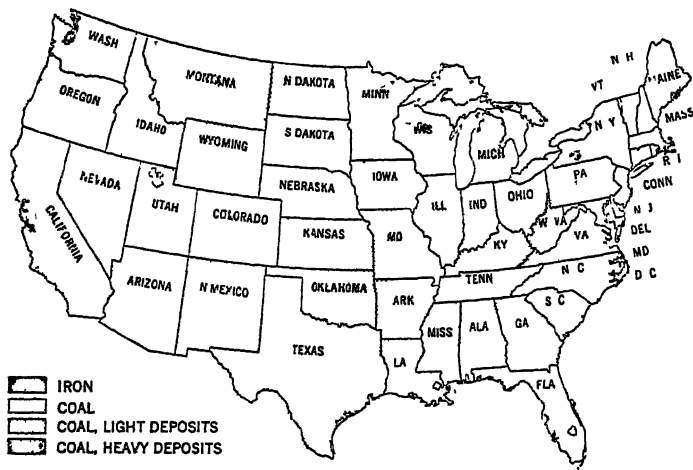 WASH
MONTANA
N DAKOTA
MINN
N H
VT
MAINE
OREGON
IDAHO
S DAKOTA
WIS
MICH
N Y
MASS
WYOMING
R I
CONN
NEVADA
NEBRASKA
IOWA
PA
N J
UTAH
COLORADO
ILL
IND
OHIO
W VA
DEL
CALIFORNIA
KANSAS
MO
KY
VA
MD
D C
ARIZONA
N MEXICO
OKLAHOMA
TENN
N C
ARK
S C
TEXAS
MISS
ALA
GA
LA
FLA
IRON
COAL
COAL, LIGHT DEPOSITS
COAL, HEAVY DEPOSITS